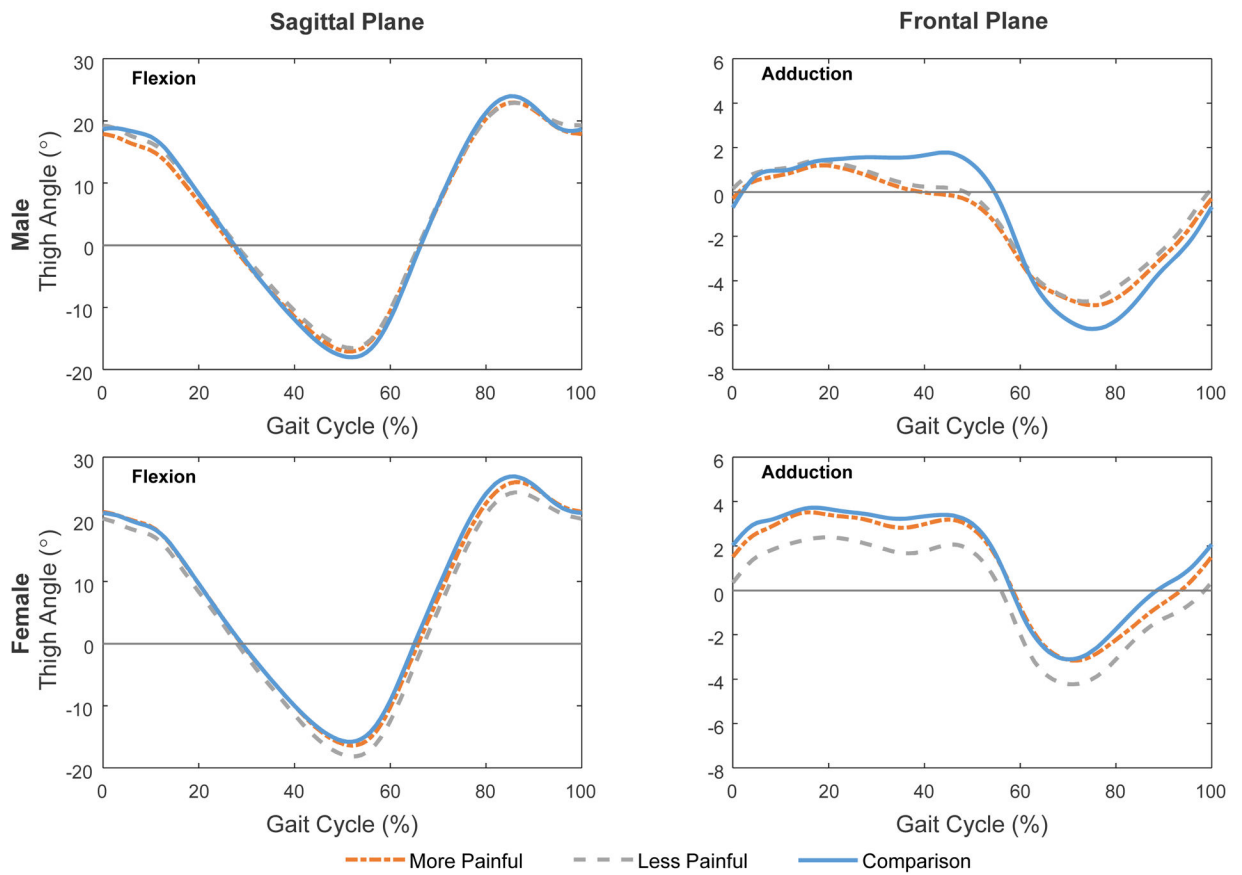 Sagittal Plane
Frontal Plane
Male
Thigh Angle (°)
30
20
10
0
-10
-20
Flexion
0 20 40 60 80 100
Gait Cycle (%)
6
4
2
0
-2
-4
-6
-8
Adduction
0 20 40 60 80 100
Gait Cycle (%)
Female
Thigh Angle (°)
30
20
10
0
-10
-20
Flexion
0 20 40 60 80 100
Gait Cycle (%)
6
4
2
0
-2
-4
-6
-8
Adduction
0 20 40 60 80 100
Gait Cycle (%)
More Painful Less Painful Comparison